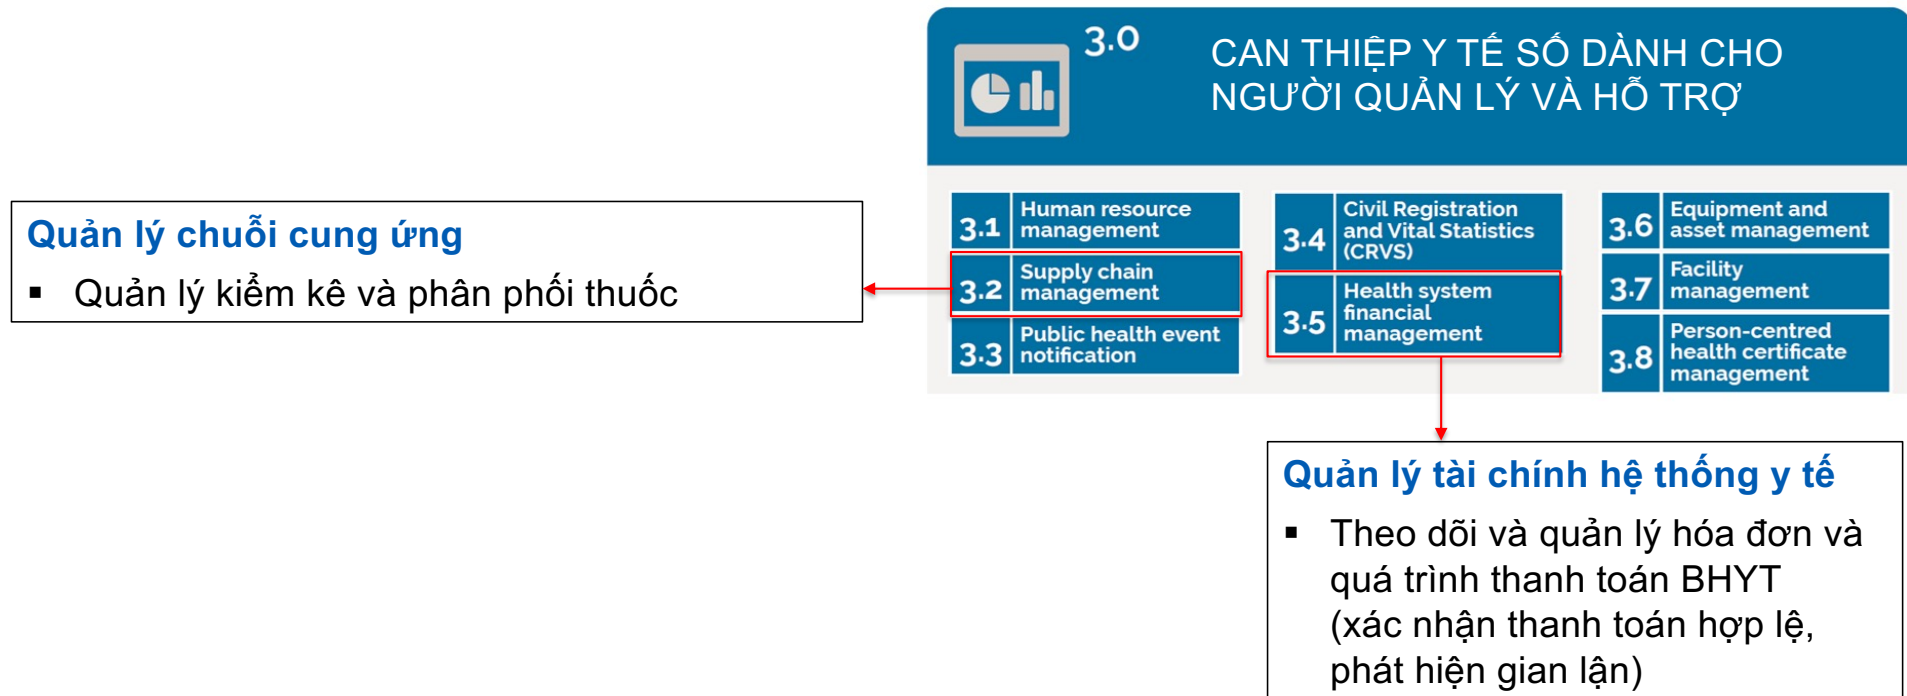 3.0
CAN THIỆP Y TẾ SỐ DÀNH CHO
NGƯỜI QUẢN LÝ VÀ HỖ TRỢ
Quản lý chuỗi cung ứng
▪ Quản lý kiểm kê và phân phối thuốc
3.1 Human resource
management
3.2 Supply chain
management
3.3 Public health event
notification
3.4 Civil Registration
and Vital Statistics
(CRVS)
3.5 Health system
financial
management
3.6 Equipment and
asset management
3.7 Facility
management
3.8 Person-centred
health certificate
management
Quản lý tài chính hệ thống y tế
▪ Theo dõi và quản lý hóa đơn và
quá trình thanh toán BHYT
(xác nhận thanh toán hợp lệ,
phát hiện gian lận)